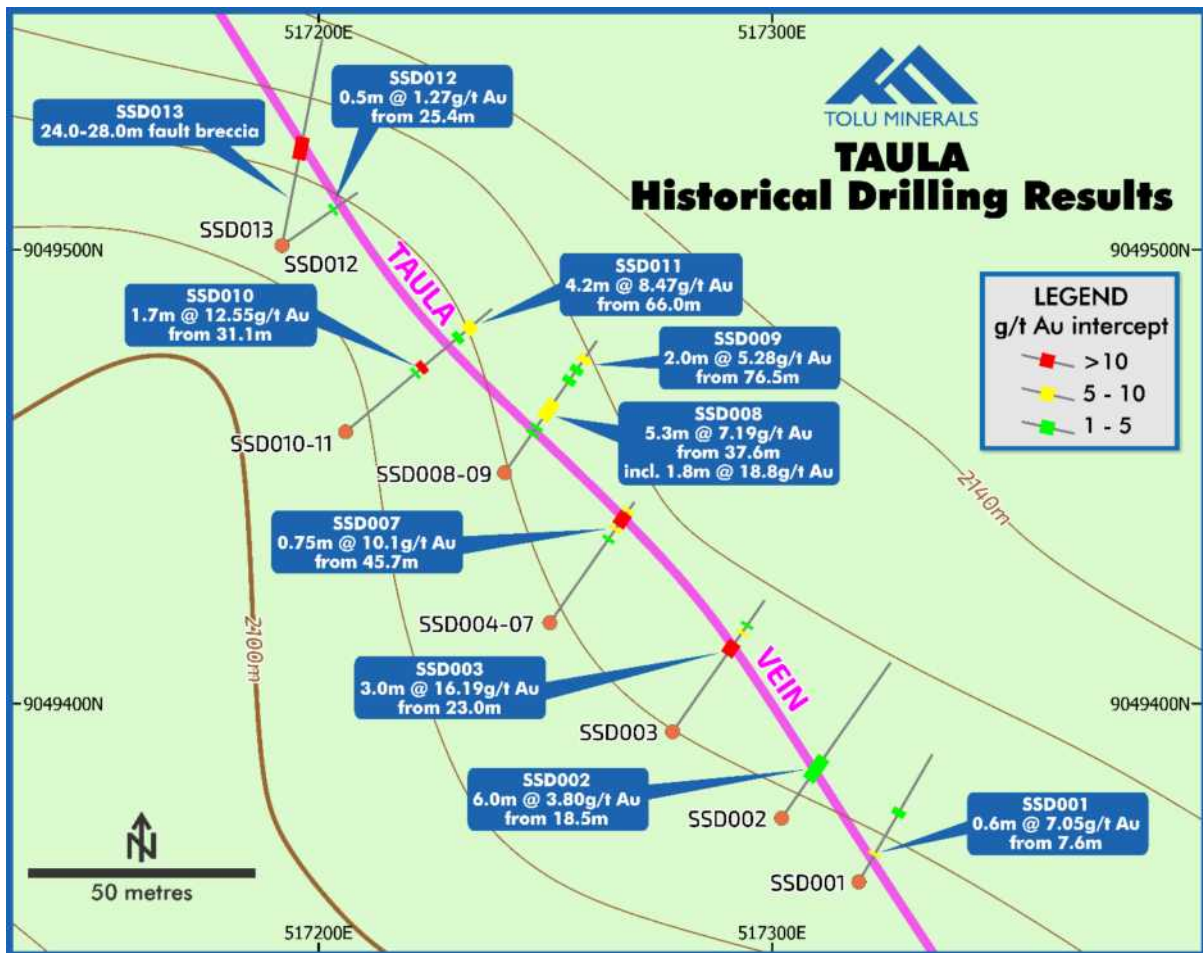 517200E
517300E
SSD012
0.5m @ 1.27g/t Au
from 25.4m
SSD013
24.0-28.0m fault breccia
TOLU MINERALS
TAULA
Historical Drilling Results
SSD013
SSD012
9049500N
9049500N
TAULA
SSD011
4.2m @ 8.47g/t Au
from 66.0m
SSD010
1.7m @ 12.55g/t Au
from 31.1m
LEGEND
g/t Au intercept
>10
5 - 10
1 - 5
SSD009
2.0m @ 5.28g/t Au
from 76.5m
SSD008
5.3m @ 7.19g/t Au
from 37.6m
incl. 1.8m @ 18.8g/t Au
SSD010-11
SSD008-09
2140m
SSD007
0.75m @ 10.1g/t Au
from 45.7m
SSD004-07
2100m
SSD003
3.0m @ 16.19g/t Au
from 23.0m
VEIN
9049400N
9049400N
SSD003
SSD002
6.0m @ 3.80g/t Au
from 18.5m
SSD002
SSD001
0.6m @ 7.05g/t Au
from 7.6m
SSD001
N
50 metres
517200E
517300E